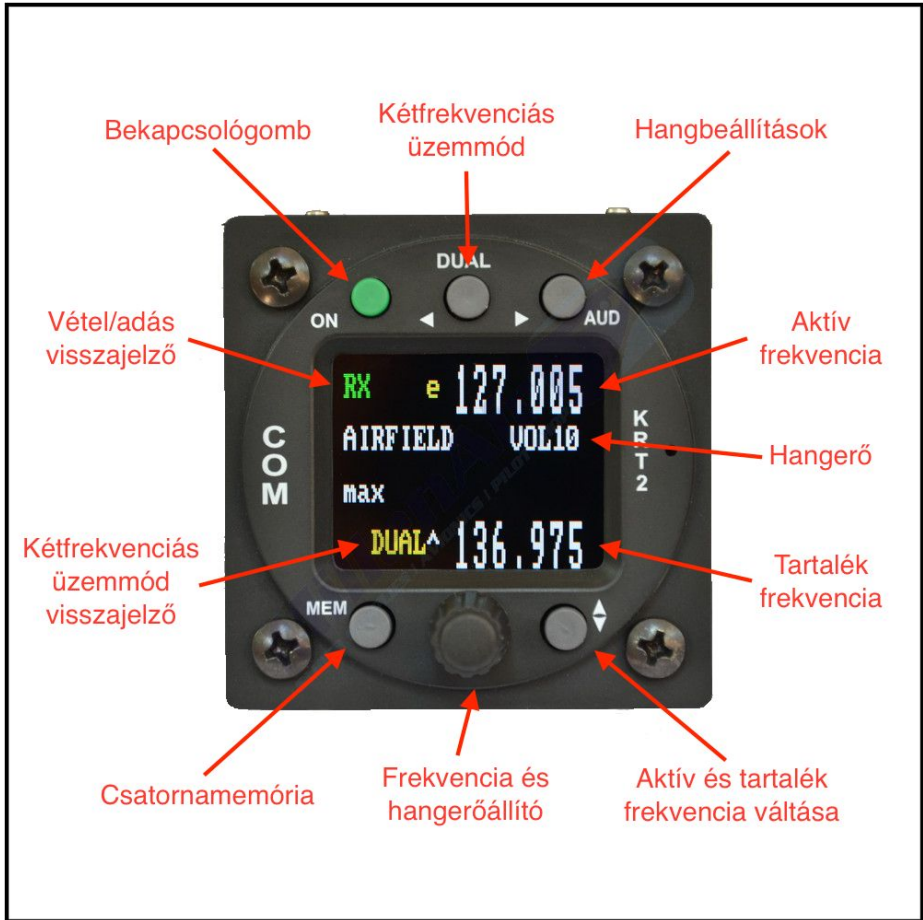 Kétfrekvenciás
üzemmód
Bekapcsológomb
Hangbeállítások
DUAL
ON
◄
►
AUD
Vétel/adás
visszajelző
Aktív
frekvencia
RX e 127.005
AIRFIELD VOL10
Hangerő
COM
KRT2
max
Kétfrekvenciás
üzemmód
visszajelző
DUAL^ 136.975
Tartalék
frekvencia
MEM
Csatornamemória
Frekvencia és
hangerőállító
Aktív és tartalék
frekvencia váltása